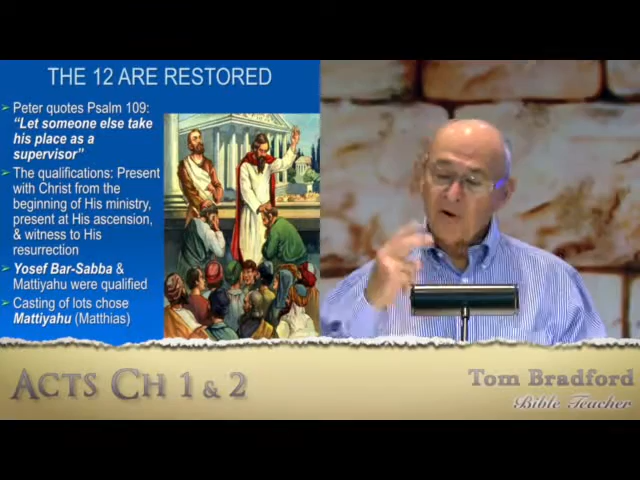 THE 12 ARE RESTORED
➢ Peter quotes Psalm 109:
"Let someone else take
his place as a
supervisor"
➢ The qualifications: Present
with Christ from the
beginning of His ministry,
present at His ascension,
& witness to His
resurrection
➢ Yosef Bar-Sabba &
Mattiyahu were qualified
➢ Casting of lots chose
Mattiyahu (Matthias)
ACTS CH 1 & 2
Tom Bradford
Bible Teacher